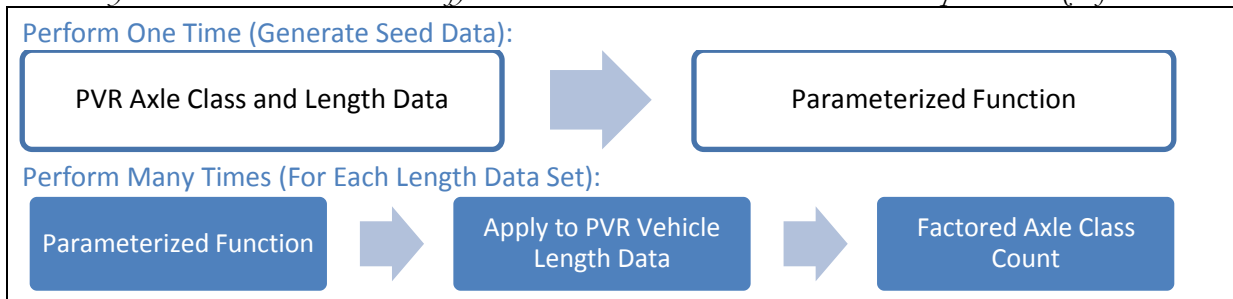 Perform One Time (Generate Seed Data):
PVR Axle Class and Length Data
Parameterized Function
Perform Many Times (For Each Length Data Set):
Parameterized Function
Apply to PVR Vehicle
Length Data
Factored Axle Class
Count